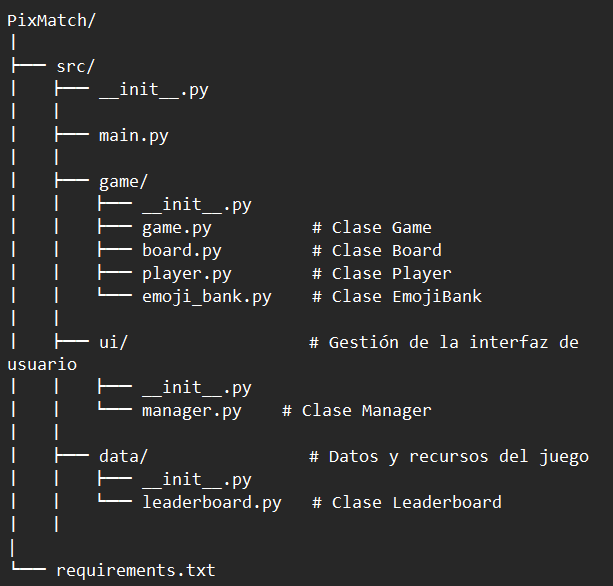 PixMatch/
│
├── src/
│   ├── __init__.py
│   │
│   ├── main.py
│   │
│   ├── game/
│   │   ├── __init__.py
│   │   ├── game.py          # Clase Game
│   │   ├── board.py         # Clase Board
│   │   ├── player.py        # Clase Player
│   │   └── emoji_bank.py    # Clase EmojiBank
│   │
│   ├── ui/                  # Gestión de la interfaz de
usuario
│   │   ├── __init__.py
│   │   └── manager.py    # Clase Manager
│   │
│   ├── data/                # Datos y recursos del juego
│   │   ├── __init__.py
│   │   └── leaderboard.py   # Clase Leaderboard
│   │
│
└── requirements.txt